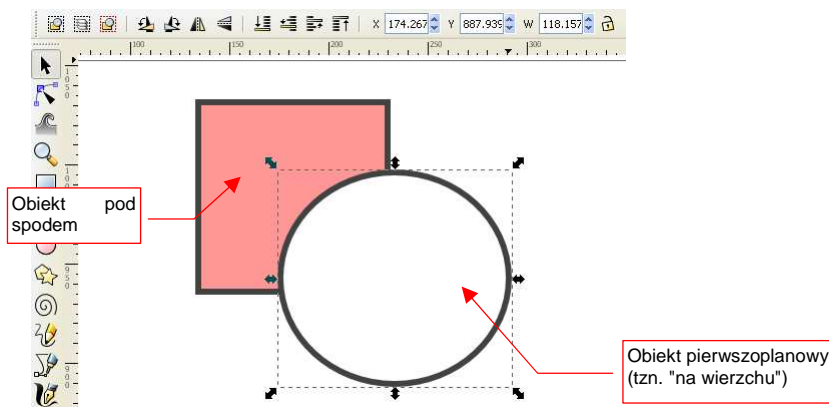 X 174.267 Y 887.939 W 118.157
100 150 200 250 300
Obiekt pod
spodem
Obiekt pierwszoplanowy
(tzn. "na wierzchu")